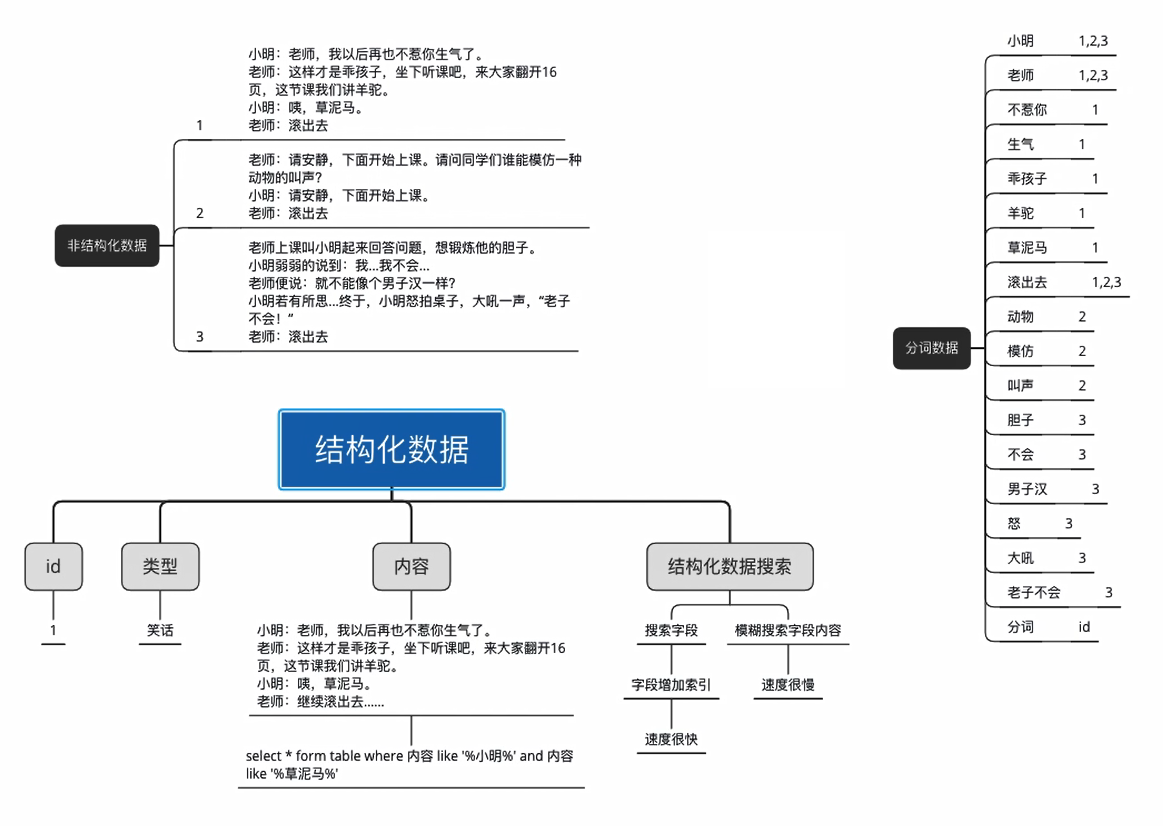 非结构化数据
1
小明：老师，我以后再也不惹你生气了。
老师：这样才是乖孩子，坐下听课吧，来大家翻开16
页，这节课我们讲羊驼。
小明：咦，草泥马。
老师：滚出去
2
老师：请安静，下面开始上课。请问同学们谁能模仿一种
动物的叫声？
小明：请安静，下面开始上课。
老师：滚出去
3
老师上课叫小明起来回答问题，想锻炼他的胆子。
小明弱弱的说到：我...我不会...
老师便说：就不能像个男子汉一样？
小明若有所思...终于，小明怒拍桌子，大吼一声，“老子
不会！“
老师：滚出去
结构化数据
id
1
类型
笑话
内容
小明：老师，我以后再也不惹你生气了。
老师：这样才是乖孩子，坐下听课吧，来大家翻开16
页，这节课我们讲羊驼。
小明：咦，草泥马。
老师：继续滚出去......
select * form table where 内容 like '%小明%' and 内容
like '%草泥马%'
结构化数据搜索
搜索字段
字段增加索引
速度很快
模糊搜索字段内容
速度很慢
分词数据
小明 1,2,3
老师 1,2,3
不惹你 1
生气 1
乖孩子 1
羊驼 1
草泥马 1
滚出去 1,2,3
动物 2
模仿 2
叫声 2
胆子 3
不会 3
男子汉 3
怒 3
大吼 3
老子不会 3
分词 id